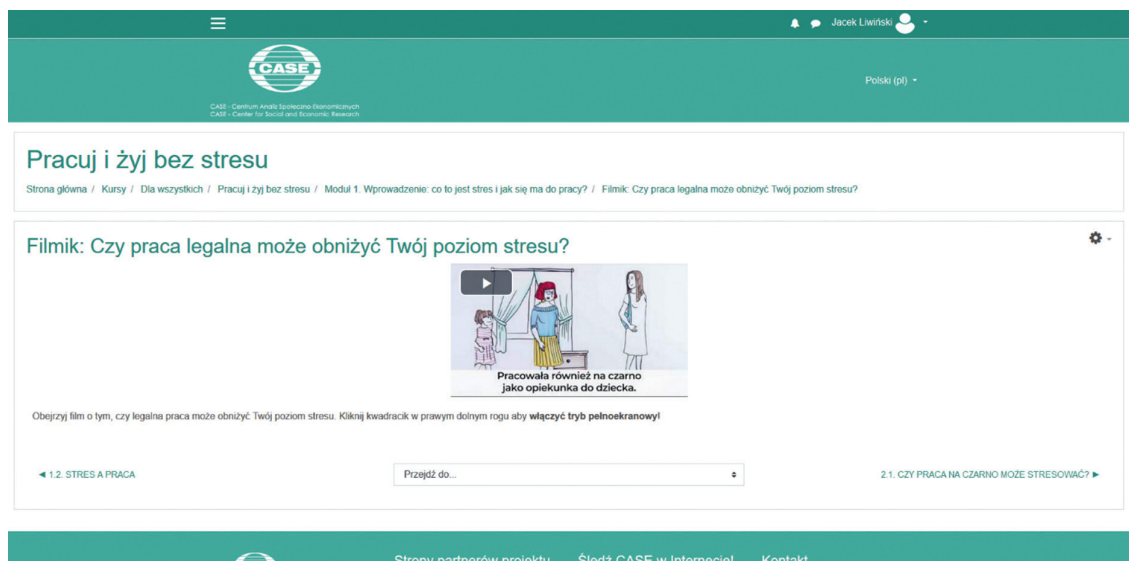 Jacek Liwiński
CASE
Polski (pl)
CASE - Centrum Analiz Społeczno-Ekonomicznych
CASE - Center for Social and Economic Research
Pracuj i żyj bez stresu
Strona główna / Kursy / Dla wszystkich / Pracuj i żyj bez stresu / Moduł 1. Wprowadzenie: co to jest stres i jak się ma do pracy? / Filmik: Czy praca legalna może obniżyć Twój poziom stresu?
Filmik: Czy praca legalna może obniżyć Twój poziom stresu?
Pracowała również na czarno
jako opiekunka do dziecka.
Obejrzyj film o tym, czy legalna praca może obniżyć Twój poziom stresu. Kliknij kwadracik w prawym dolnym rogu aby włączyć tryb pełnoekranowy!
◄ 1.2. STRES A PRACA
Przejdź do...
2.1. CZY PRACA NA CZARNO MOŻE STRESOWAĆ? ►
Strony partnerów projektu
Śledź CASE w Internecie!
Kontakt